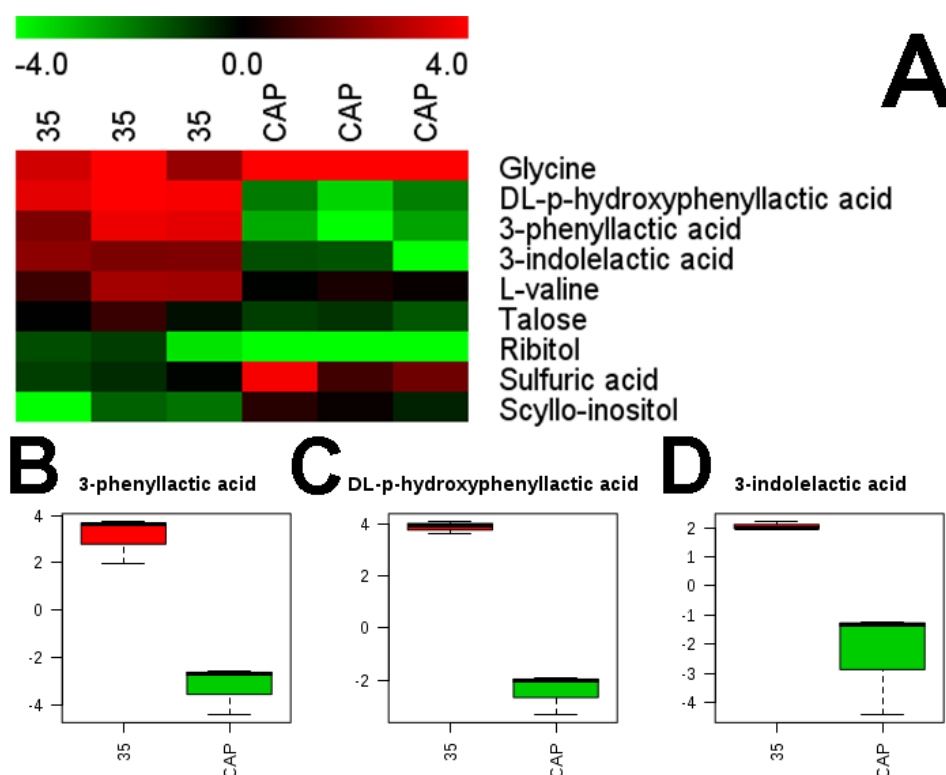 -4.0 0.0 4.0
A
35 35 35 CAP CAP CAP
Glycine
DL-p-hydroxyphenyllactic acid
3-phenyllactic acid
3-indolelactic acid
L-valine
Talose
Ribitol
Sulfuric acid
Scyllo-inositol
B 3-phenyllactic acid
4
2
0
-2
-4
35 CAP
C DL-p-hydroxyphenyllactic acid
4
2
0
-2
35 CAP
D 3-indolelactic acid
2
1
0
-1
-2
-3
-4
35 CAP